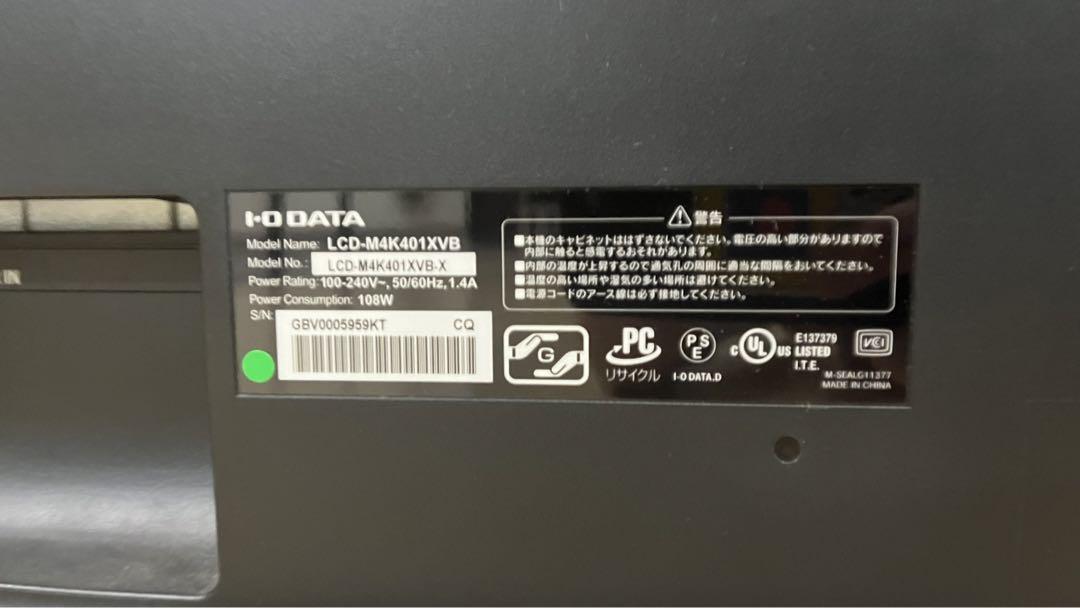 I-O DATA
Model Name: LCD-M4K401XVB
Model No.: LCD-M4K401XVB-X
Power Rating: 100-240V~, 50/60Hz, 1.4A
Power Consumption: 108W
S/N:
GBV0005959KT CQ
警告
■本機のキャビネットははずさないでください。電圧の高い部分がありますので
内部に触ると感電するおそれがあります。
■内部の温度が上昇するので通気孔の周囲に適当な間隔をおいてください。
■温度の高い場所や湿気の多い場所は避けてください。
■電源コードのアース線は必ず接地してください。
G
PC
リサイクル
PSE
I-O DATA.D
c UL US LISTED
E137379
I.T.E.
VCI
M-SEALG11377
MADE IN CHINA